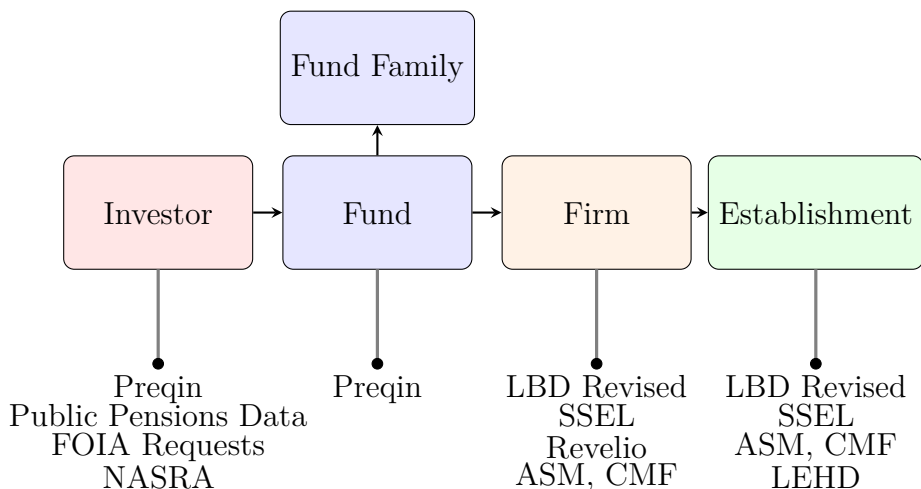 Fund Family
Investor
Fund
Firm
Establishment
Preqin
Public Pensions Data
FOIA Requests
NASRA
Preqin
LBD Revised
SSEL
Revelio
ASM, CMF
LBD Revised
SSEL
ASM, CMF
LEHD